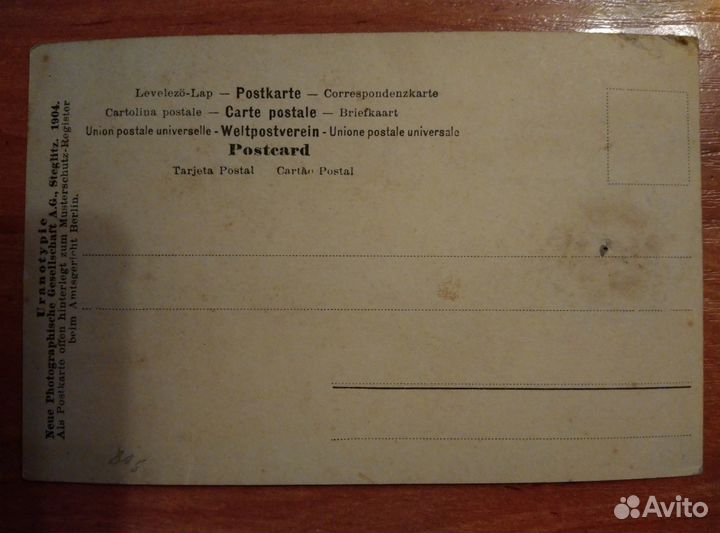 Levelezö-Lap — Postkarte — Correspondenzkarte
Cartolina postale — Carte postale — Briefkaart
Union postale universelle - Weltpostverein - Unione postale universale
Postcard
Tarjeta Postal Cartão Postal
Uranotypie
Neue Photographische Gesellschaft A.G., Steglitz. 1904.
Als Postkarte offen hinterlegt zum Musterschutz-Register
beim Amtsgericht Berlin.
Avito